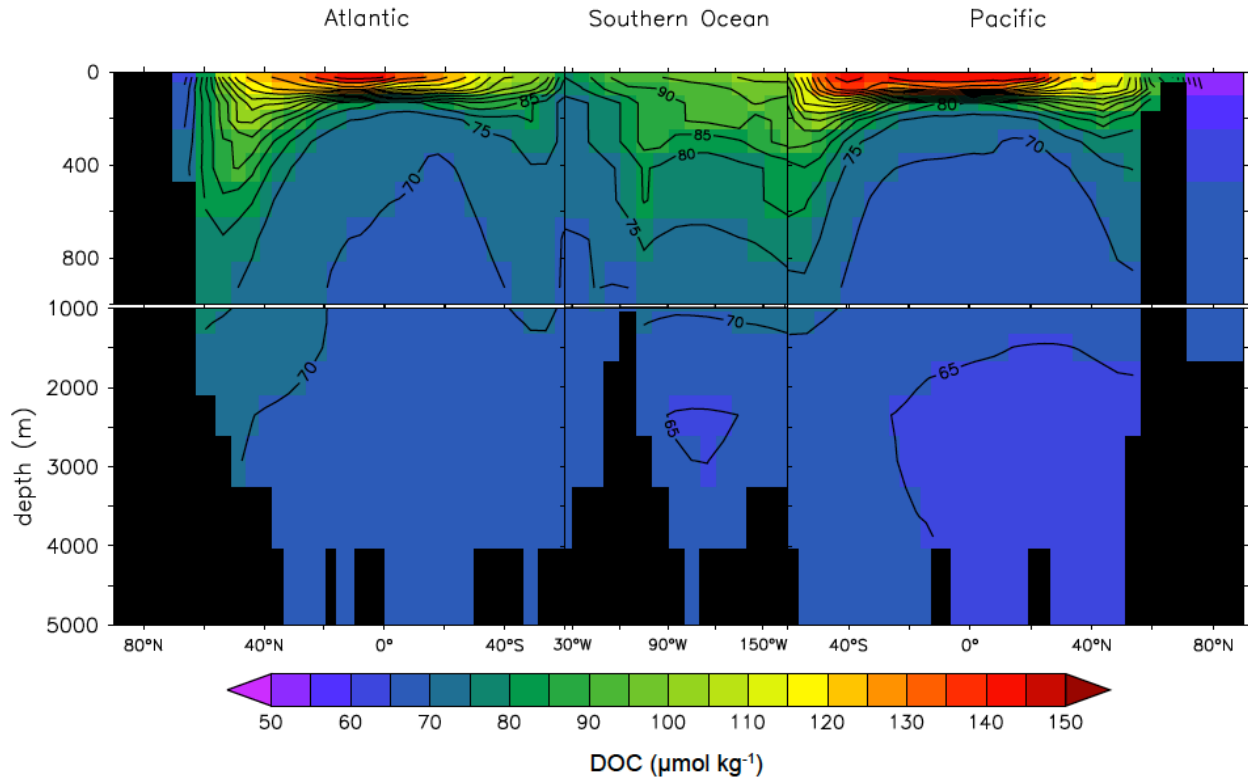 Atlantic Southern Ocean Pacific
0
400
800
1000
2000
3000
4000
5000
depth (m)
85 90 80
75 85 75 70
80
70 75
70 70
65 65
80°N 40°N 0° 40°S 30°W 90°W 150°W 40°S 0° 40°N 80°N
50 60 70 80 90 100 110 120 130 140 150
DOC (µmol kg-1)